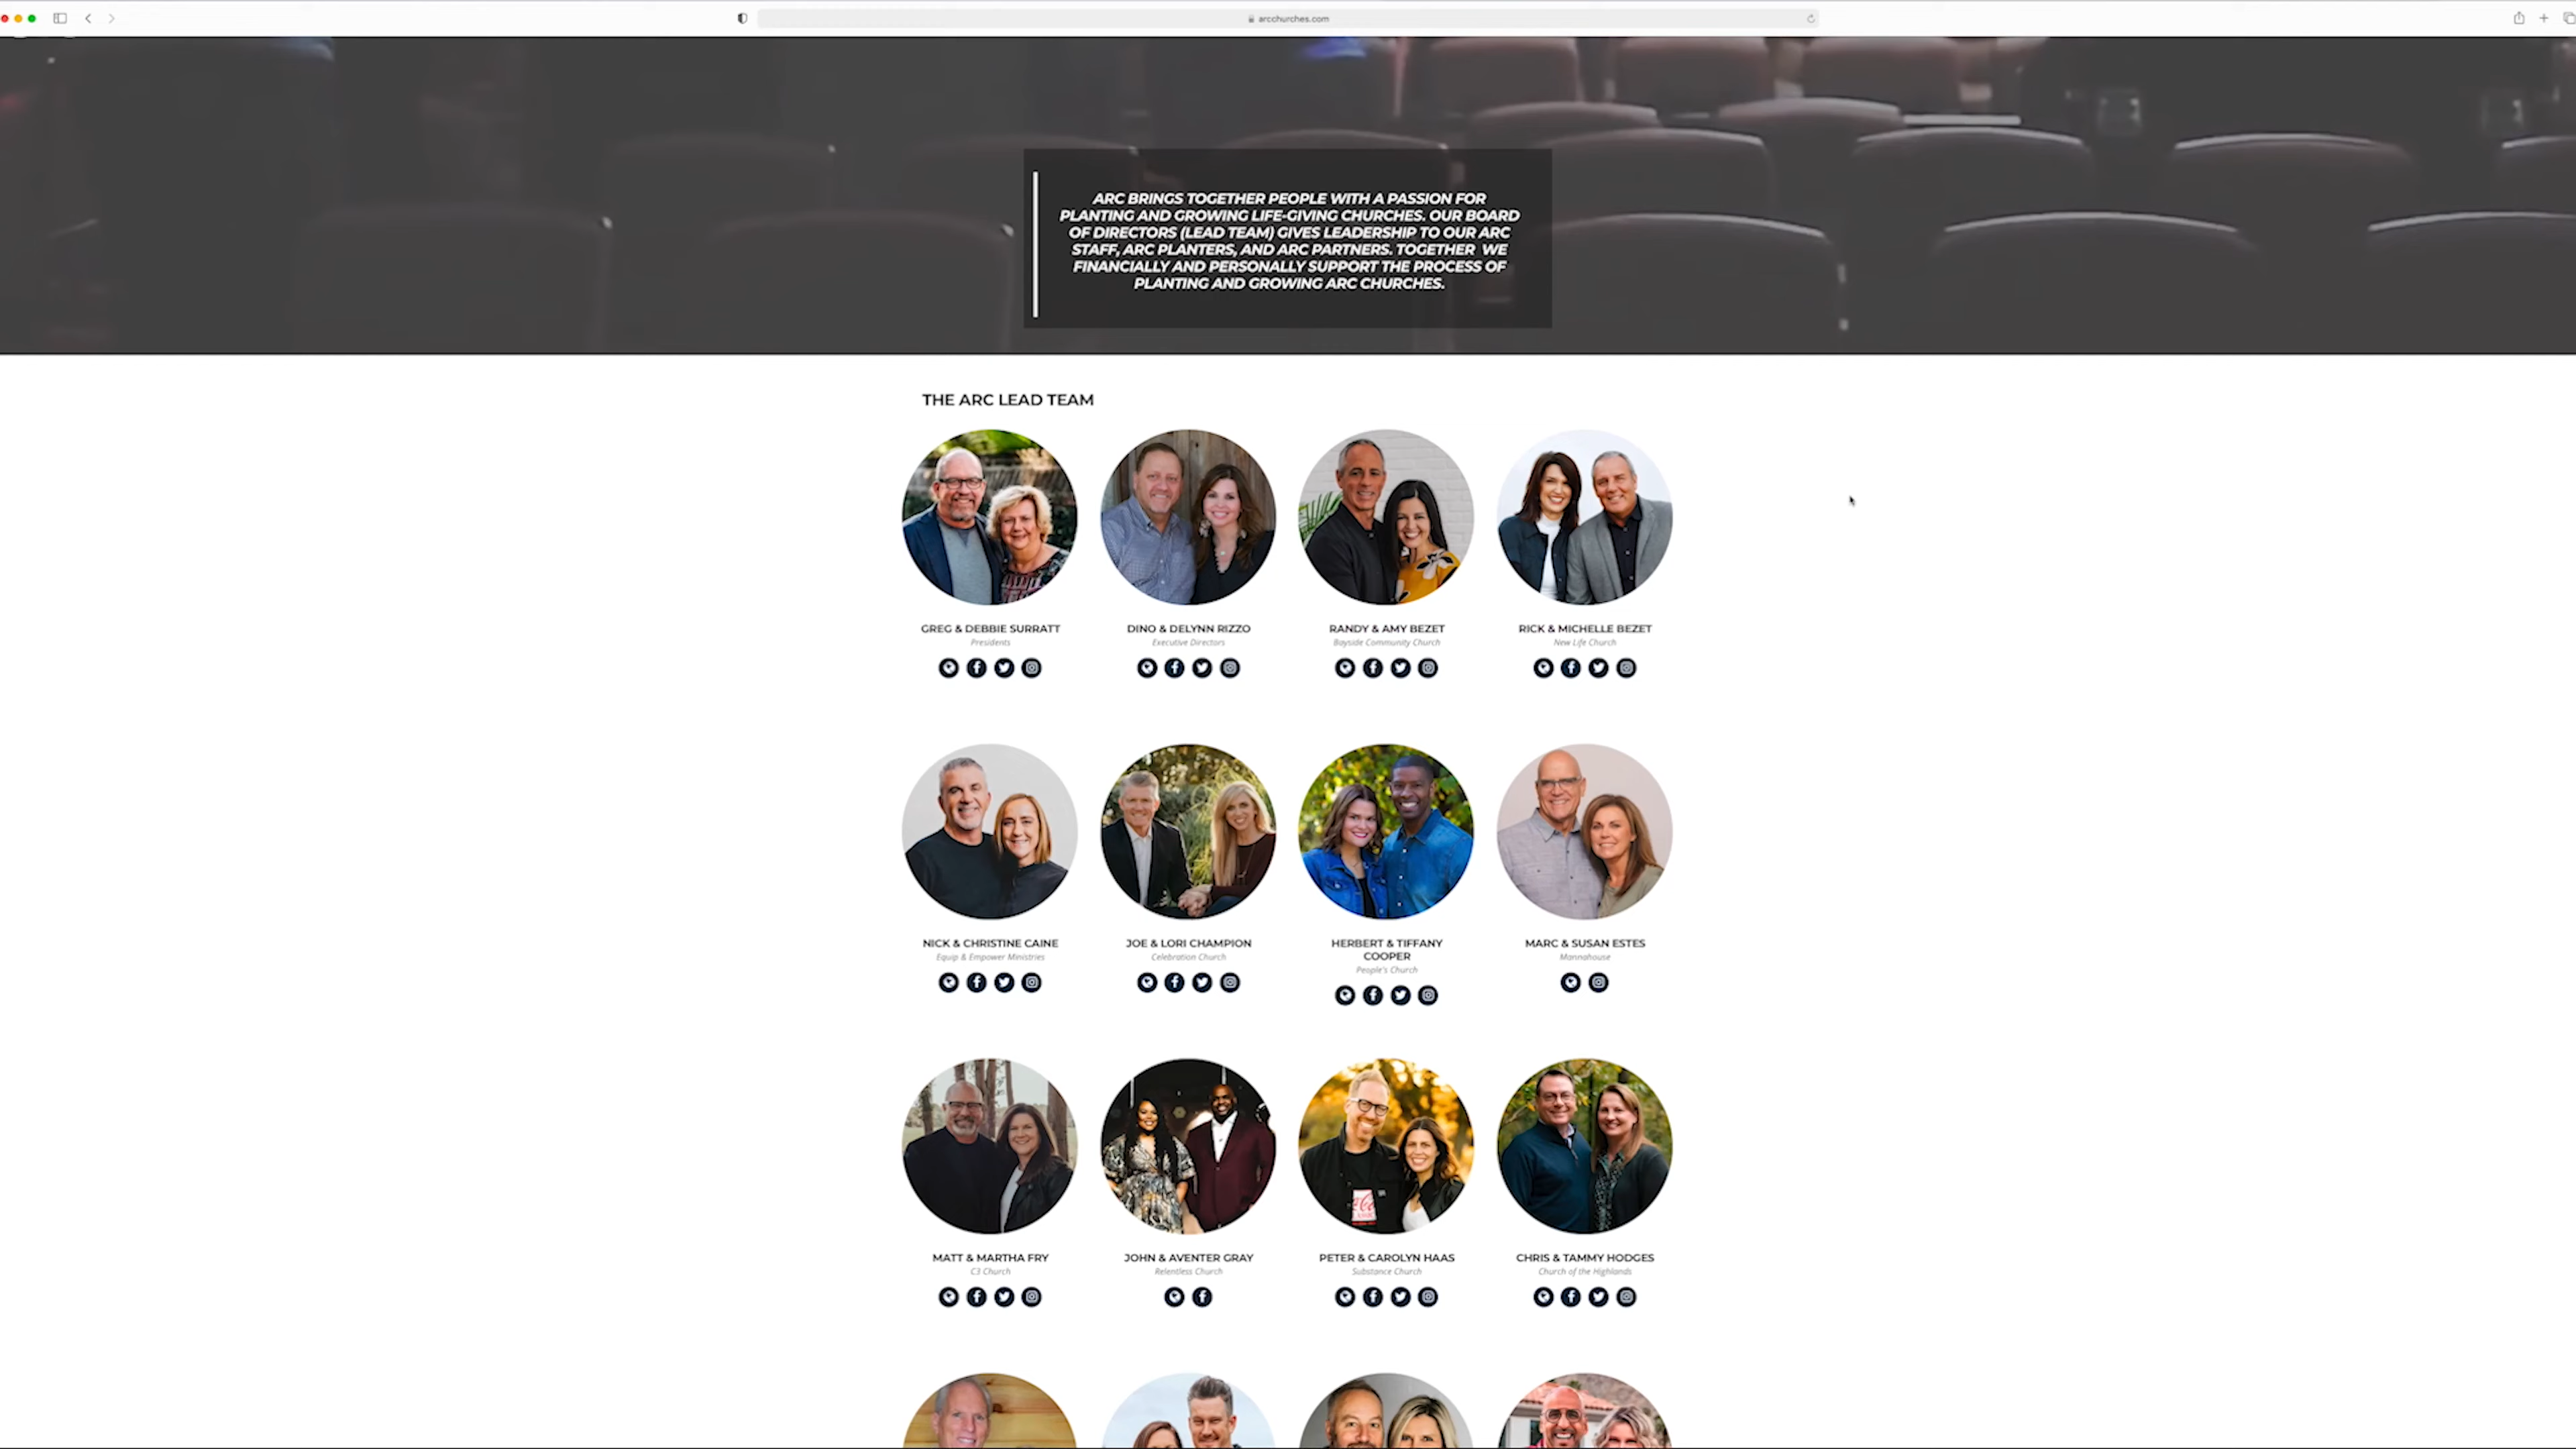 arcchurches.com
ARC BRINGS TOGETHER PEOPLE WITH A PASSION FOR
PLANTING AND GROWING LIFE-GIVING CHURCHES. OUR BOARD
OF DIRECTORS (LEAD TEAM) GIVES LEADERSHIP TO OUR ARC
STAFF, ARC PLANTERS, AND ARC PARTNERS. TOGETHER WE
FINANCIALLY AND PERSONALLY SUPPORT THE PROCESS OF
PLANTING AND GROWING ARC CHURCHES.
THE ARC LEAD TEAM
GREG & DEBBIE SURRATT
Presidents
DINO & DELYNN RIZZO
Executive Directors
RANDY & AMY BEZET
Bayside Community Church
RICK & MICHELLE BEZET
New Life Church
NICK & CHRISTINE CAINE
Equip & Empower Ministries
JOE & LORI CHAMPION
Celebration Church
HERBERT & TIFFANY
COOPER
People's Church
MARC & SUSAN ESTES
Mannahouse
MATT & MARTHA FRY
C3 Church
JOHN & AVENTER GRAY
Relentless Church
PETER & CAROLYN HAAS
Substance Church
CHRIS & TAMMY HODGES
Church of the Highlands